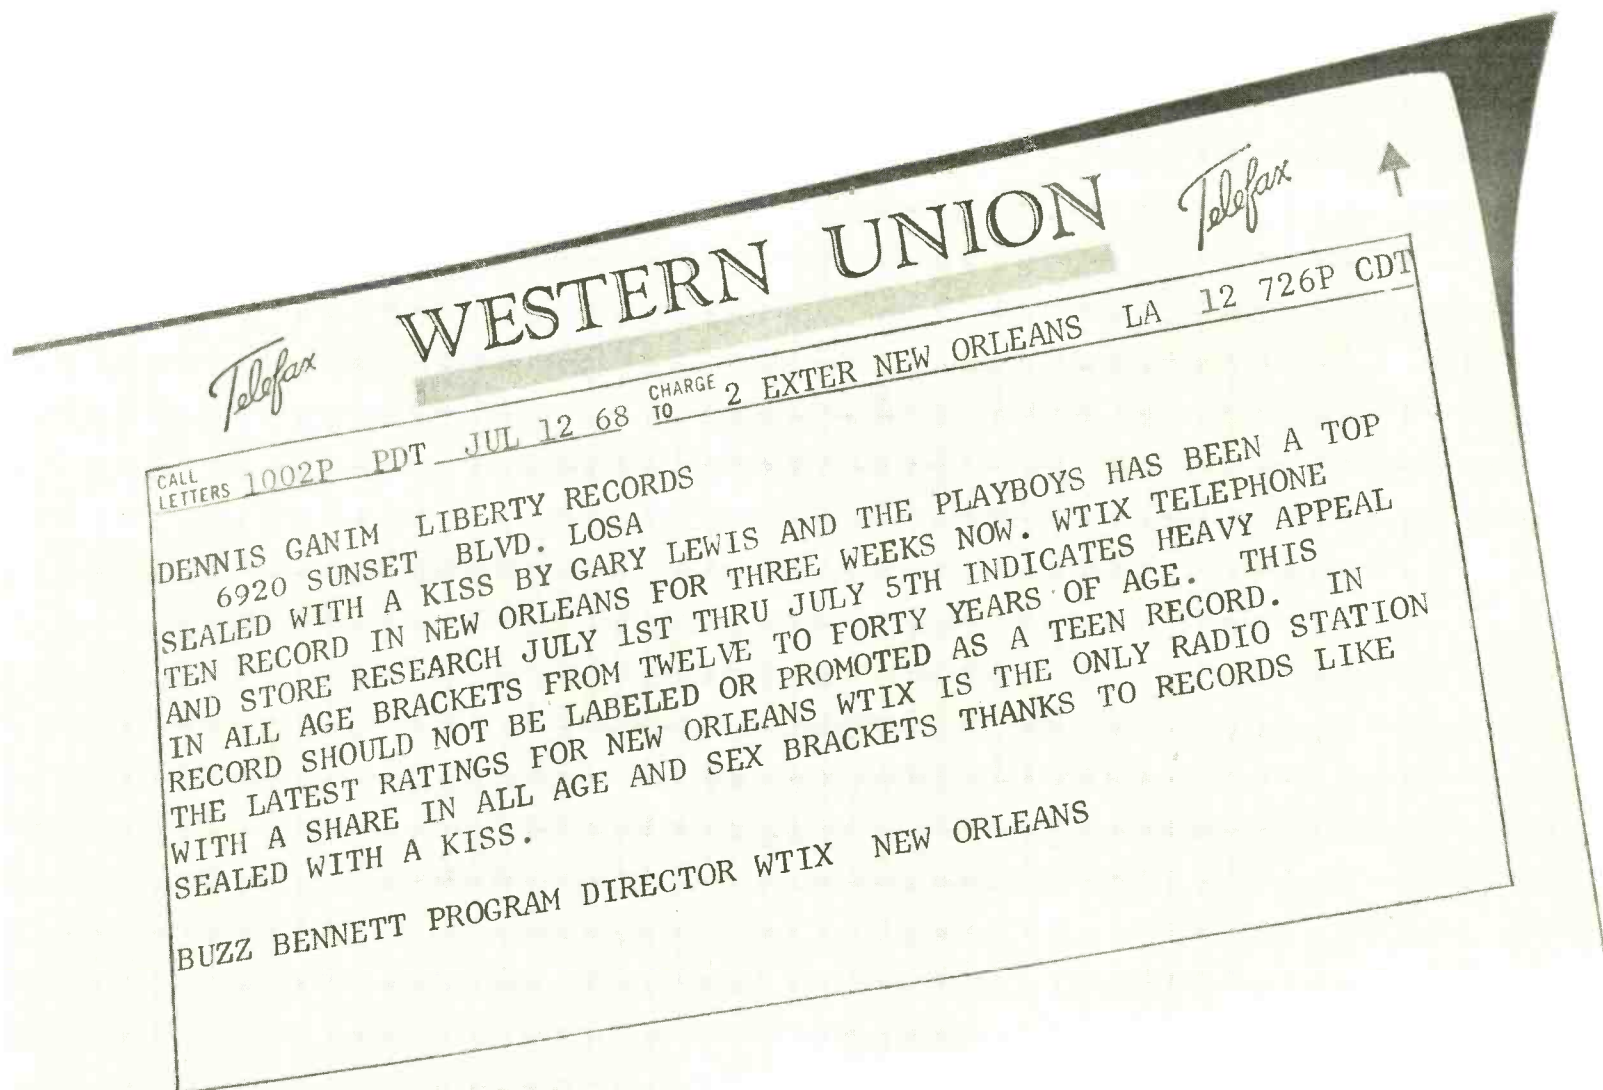 WESTERN UNION
Telefax Telefax
CALL LETTERS 1002P PDT JUL 12 68 CHARGE TO 2 EXTER NEW ORLEANS LA 12 726P CDT
DENNIS GANIM LIBERTY RECORDS
6920 SUNSET BLVD. LOSA
SEALED WITH A KISS BY GARY LEWIS AND THE PLAYBOYS HAS BEEN A TOP
TEN RECORD IN NEW ORLEANS FOR THREE WEEKS NOW. WTIX TELEPHONE
AND STORE RESEARCH JULY 1ST THRU JULY 5TH INDICATES HEAVY APPEAL
IN ALL AGE BRACKETS FROM TWELVE TO FORTY YEARS OF AGE. THIS
RECORD SHOULD NOT BE LABELED OR PROMOTED AS A TEEN RECORD. IN
THE LATEST RATINGS FOR NEW ORLEANS WTIX IS THE ONLY RADIO STATION
WITH A SHARE IN ALL AGE AND SEX BRACKETS THANKS TO RECORDS LIKE
SEALED WITH A KISS.
BUZZ BENNETT PROGRAM DIRECTOR WTIX NEW ORLEANS